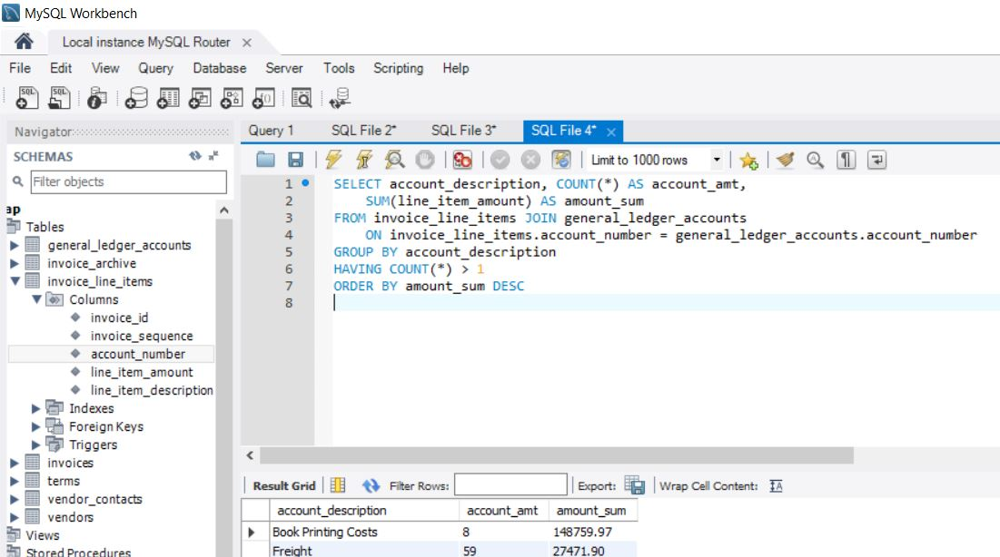 MySQL Workbench
Local instance MySQL Router
File Edit View Query Database Server Tools Scripting Help
SQL SQL
Navigator
SCHEMAS
Filter objects
ap
Tables
general_ledger_accounts
invoice_archive
invoice_line_items
Columns
invoice_id
invoice_sequence
account_number
line_item_amount
line_item_description
Indexes
Foreign Keys
Triggers
invoices
terms
vendor_contacts
vendors
Views
Stored Procedures
Query 1 SQL File 2* SQL File 3* SQL File 4*
Limit to 1000 rows
1 SELECT account_description, COUNT(*) AS account_amt,
2 SUM(line_item_amount) AS amount_sum
3 FROM invoice_line_items JOIN general_ledger_accounts
4 ON invoice_line_items.account_number = general_ledger_accounts.account_number
5 GROUP BY account_description
6 HAVING COUNT(*) > 1
7 ORDER BY amount_sum DESC
8
Result Grid Filter Rows: Export: Wrap Cell Content:
account_description account_amt amount_sum
Book Printing Costs 8 148759.97
Freight 59 27471.90